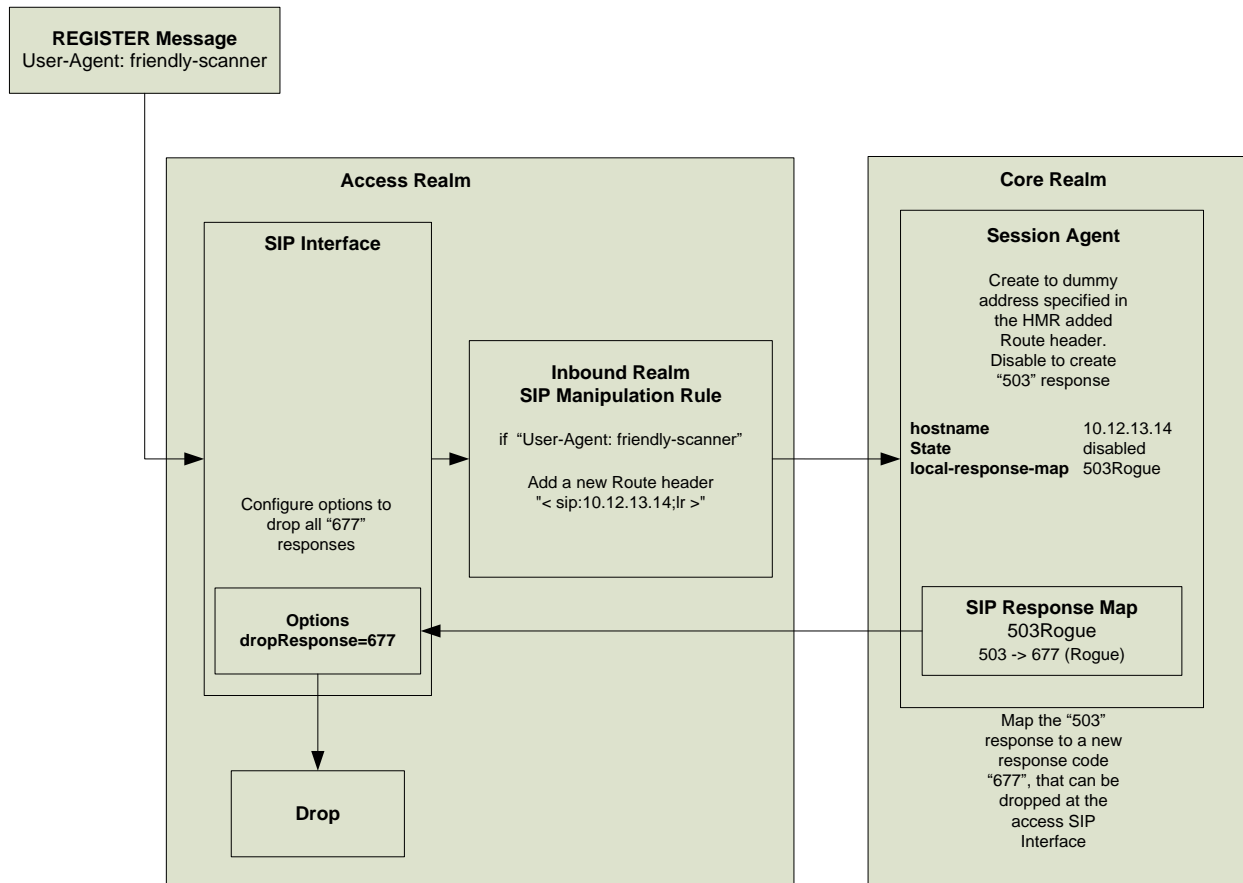 REGISTER Message
User-Agent: friendly-scanner
Access Realm
SIP Interface
Configure options to
drop all “677”
responses
Options
dropResponse=677
Drop
Inbound Realm
SIP Manipulation Rule
if “User-Agent: friendly-scanner”
Add a new Route header
"< sip:10.12.13.14;lr >"
Core Realm
Session Agent
Create to dummy
address specified in
the HMR added
Route header.
Disable to create
“503” response
hostname 10.12.13.14
State disabled
local-response-map 503Rogue
SIP Response Map
503Rogue
503 -> 677 (Rogue)
Map the “503”
response to a new
response code
“677”, that can be
dropped at the
access SIP
Interface